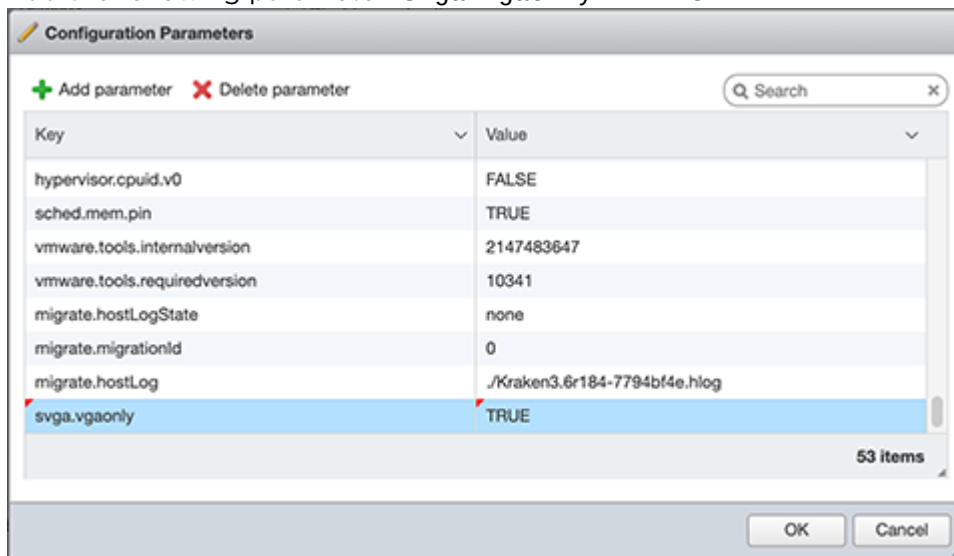 Configuration Parameters
Add parameter Delete parameter Search
Key Value
hypervisor.cpuid.v0 FALSE
sched.mem.pin TRUE
vmware.tools.internalversion 2147483647
vmware.tools.requiredversion 10341
migrate.hostLogState none
migrate.migrationId 0
migrate.hostLog ./Kraken3.6r184-7794bf4e.hlog
svga.vgaonly TRUE
53 items
OK Cancel